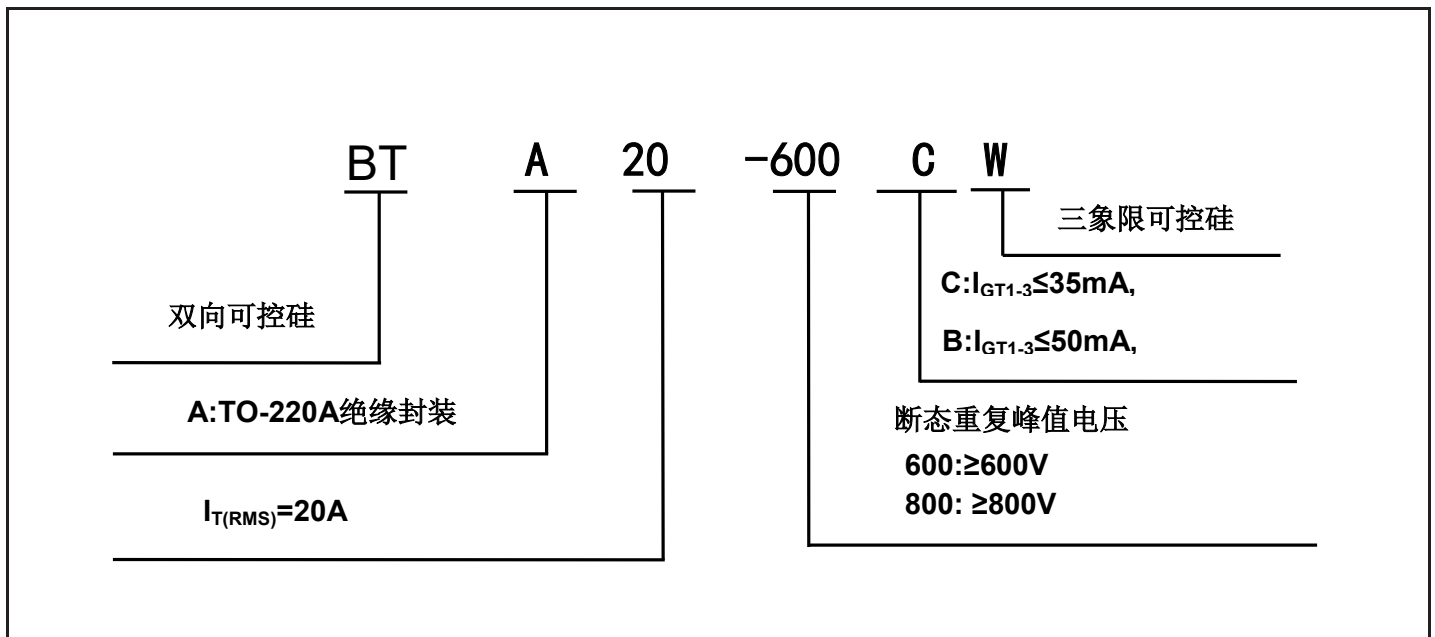 BT A 20 -600 C W
三象限可控硅
C:IGT1-3≤35mA,
双向可控硅
B:IGT1-3≤50mA,
A:TO-220A绝缘封装
断态重复峰值电压
600:≥600V
IT(RMS)=20A
800: ≥800V